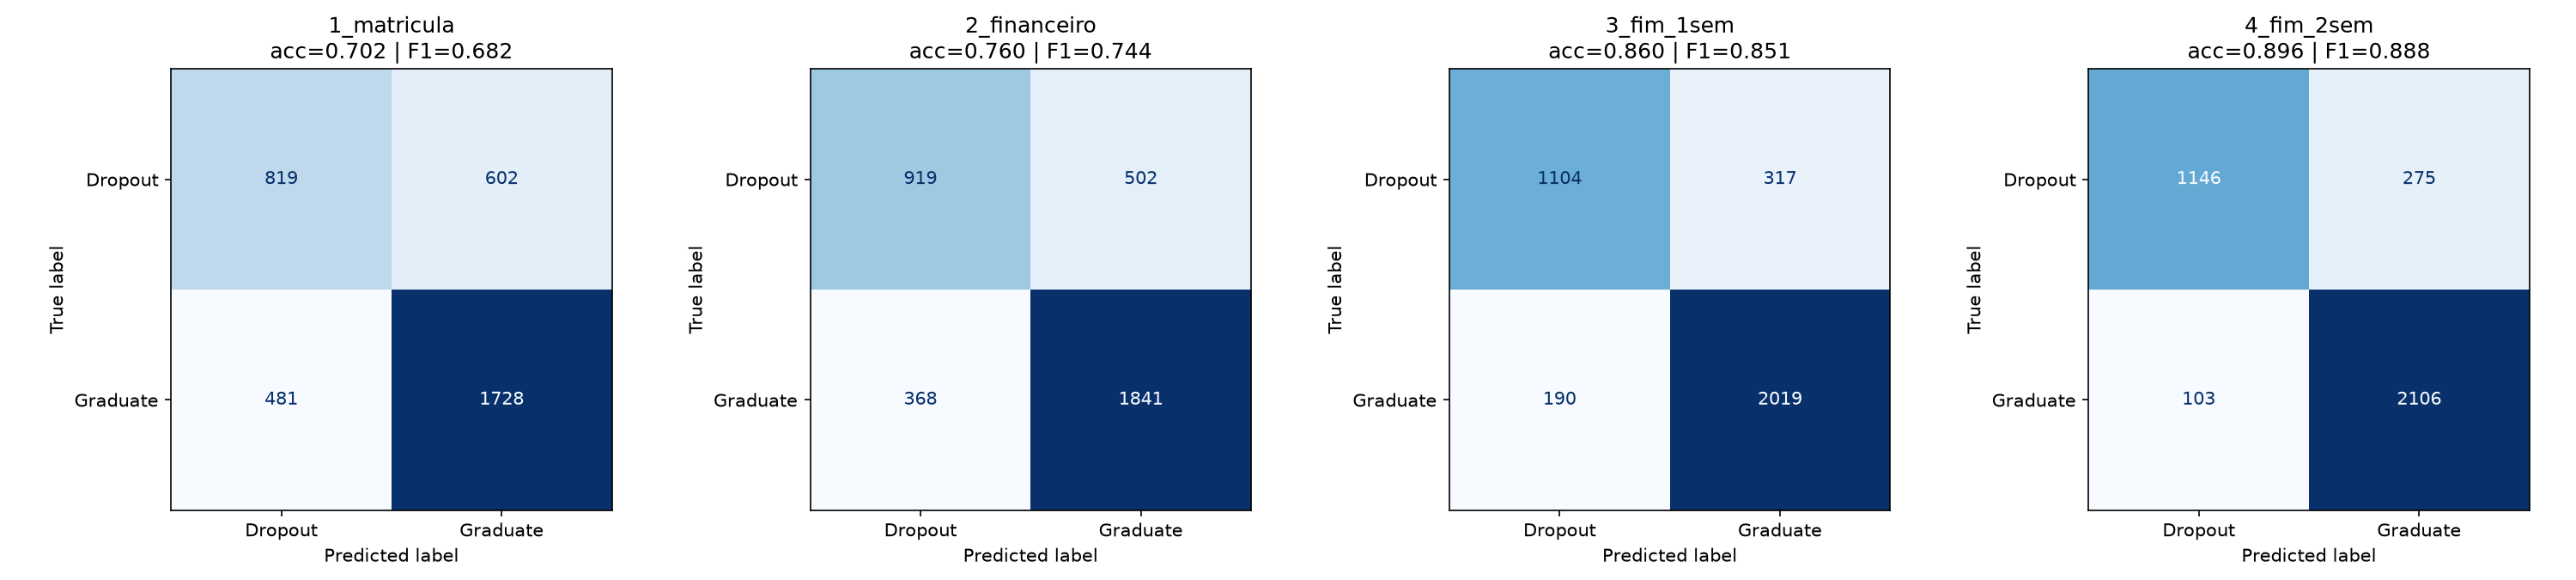 1_matricula
acc=0.702 | F1=0.682
Dropout
819
602
Graduate
481
1728
True label
Dropout
Graduate
Predicted label
2_financeiro
acc=0.760 | F1=0.744
Dropout
919
502
Graduate
368
1841
True label
Dropout
Graduate
Predicted label
3_fim_1sem
acc=0.860 | F1=0.851
Dropout
1104
317
Graduate
190
2019
True label
Dropout
Graduate
Predicted label
4_fim_2sem
acc=0.896 | F1=0.888
Dropout
1146
275
Graduate
103
2106
True label
Dropout
Graduate
Predicted label